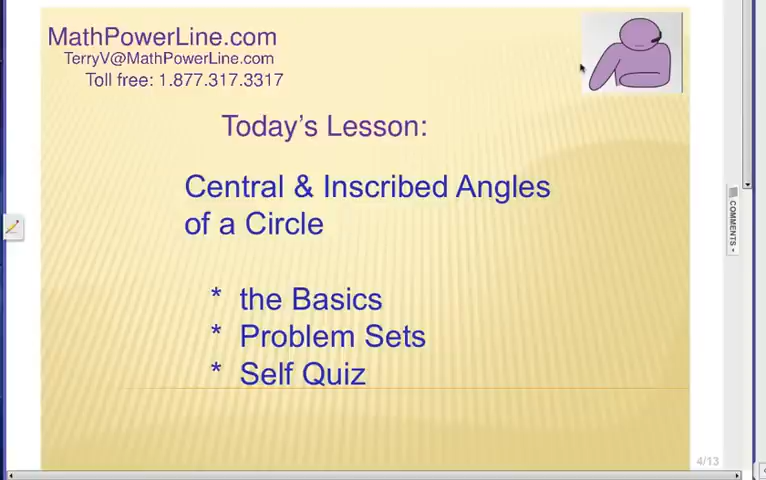 MathPowerLine.com
TerryV@MathPowerLine.com
Toll free: 1.877.317.3317
Today's Lesson:
Central & Inscribed Angles
of a Circle
* the Basics
* Problem Sets
* Self Quiz
COMMENTS
4/13